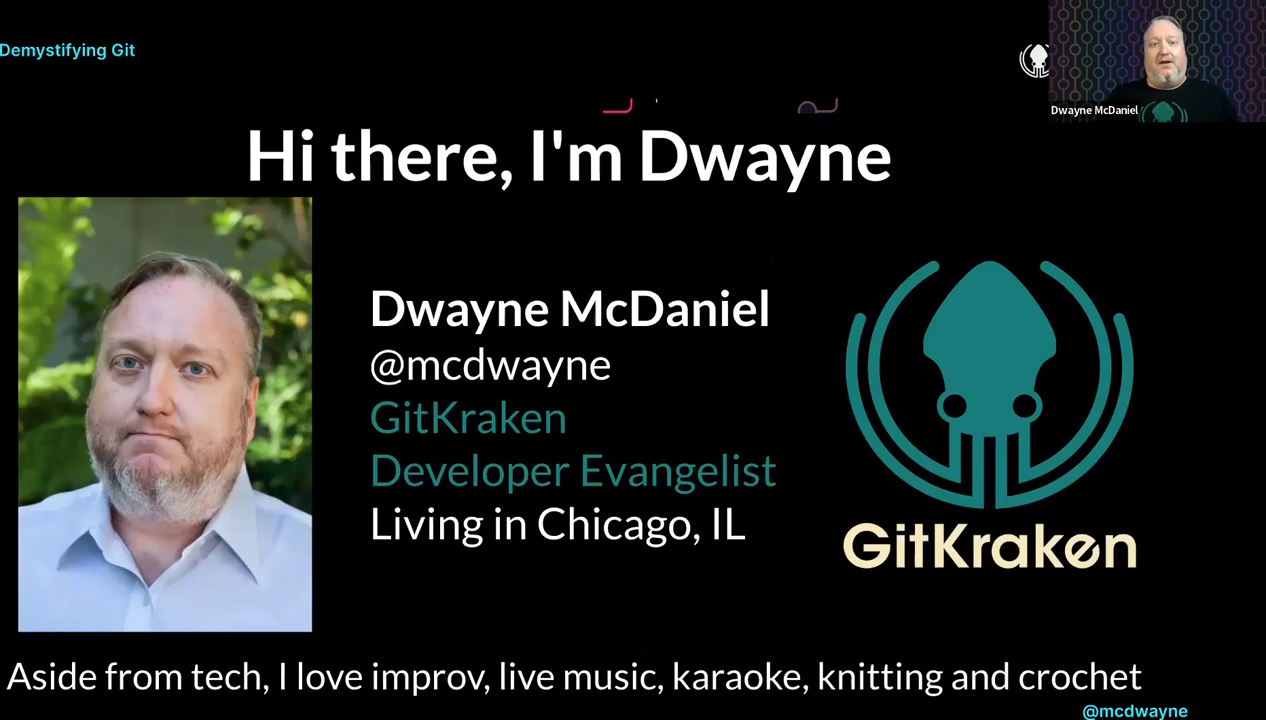 Demystifying Git
Dwayne McDaniel
Hi there, I'm Dwayne
Dwayne McDaniel
@mcdwayne
GitKraken
Developer Evangelist
Living in Chicago, IL
GitKraken
Aside from tech, I love improv, live music, karaoke, knitting and crochet
@mcdwayne